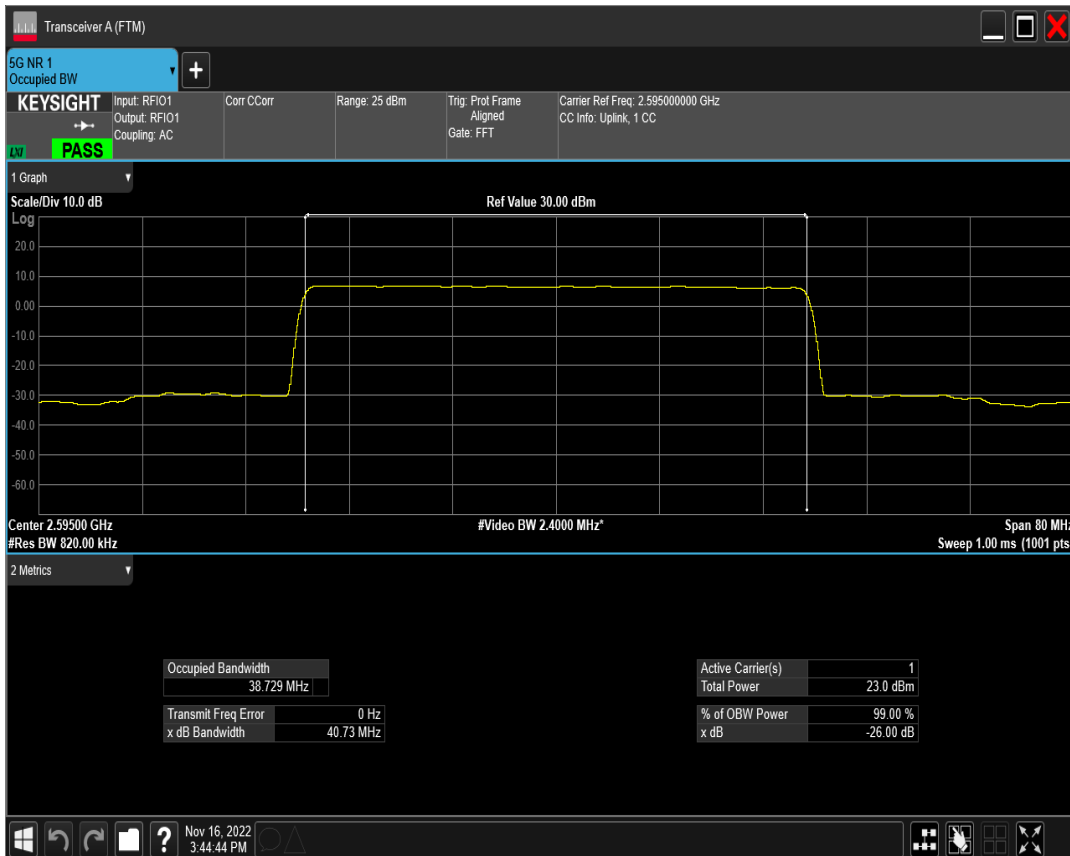 Transceiver A (FTM)
5G NR 1
Occupied BW
+
KEYSIGHT
LXI
PASS
Input: RFIO1
Output: RFIO1
Coupling: AC
Corr CCorr
Range: 25 dBm
Trig: Prot Frame
Aligned
Gate: FFT
Carrier Ref Freq: 2.595000000 GHz
CC Info: Uplink, 1 CC
1 Graph
Scale/Div 10.0 dB
Ref Value 30.00 dBm
Log
20.0
10.0
0.00
-10.0
-20.0
-30.0
-40.0
-50.0
-60.0
Center 2.59500 GHz
#Video BW 2.4000 MHz*
Span 80 MHz
#Res BW 820.00 kHz
Sweep 1.00 ms (1001 pts
2 Metrics
Occupied Bandwidth
38.729 MHz
Transmit Freq Error 0 Hz
x dB Bandwidth 40.73 MHz
Active Carrier(s) 1
Total Power 23.0 dBm
% of OBW Power 99.00 %
x dB -26.00 dB
?
Nov 16, 2022
3:44:44 PM